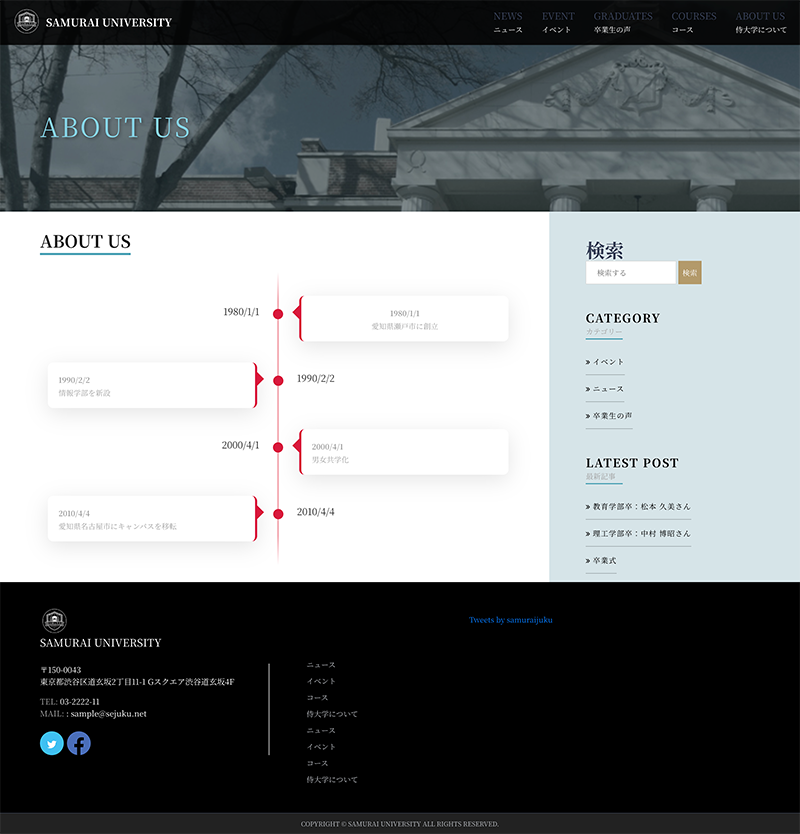 SAMURAI UNIVERSITY
NEWS
ニュース
EVENT
イベント
GRADUATES
卒業生の声
COURSES
コース
ABOUT US
侍大学について
ABOUT US
ABOUT US
1980/1/1
1980/1/1
愛知県瀬戸市に創立
1990/2/2
情報学部を新設
1990/2/2
2000/4/1
2000/4/1
男女共学化
2010/4/4
愛知県名古屋市にキャンパスを移転
2010/4/4
検索
検索する 検索
CATEGORY
カテゴリー
» イベント
» ニュース
» 卒業生の声
LATEST POST
最新記事
» 教育学部卒：松本 久美さん
» 理工学部卒：中村 博昭さん
» 卒業式
SAMURAI UNIVERSITY
〒150-0043
東京都渋谷区道玄坂2丁目11-1 Gスクエア渋谷道玄坂4F
TEL: 03-2222-11
MAIL: : sample@sejuku.net
ニュース
イベント
コース
侍大学について
ニュース
イベント
コース
侍大学について
Tweets by samuraijuku
COPYRIGHT © SAMURAI UNIVERSITY ALL RIGHTS RESERVED.